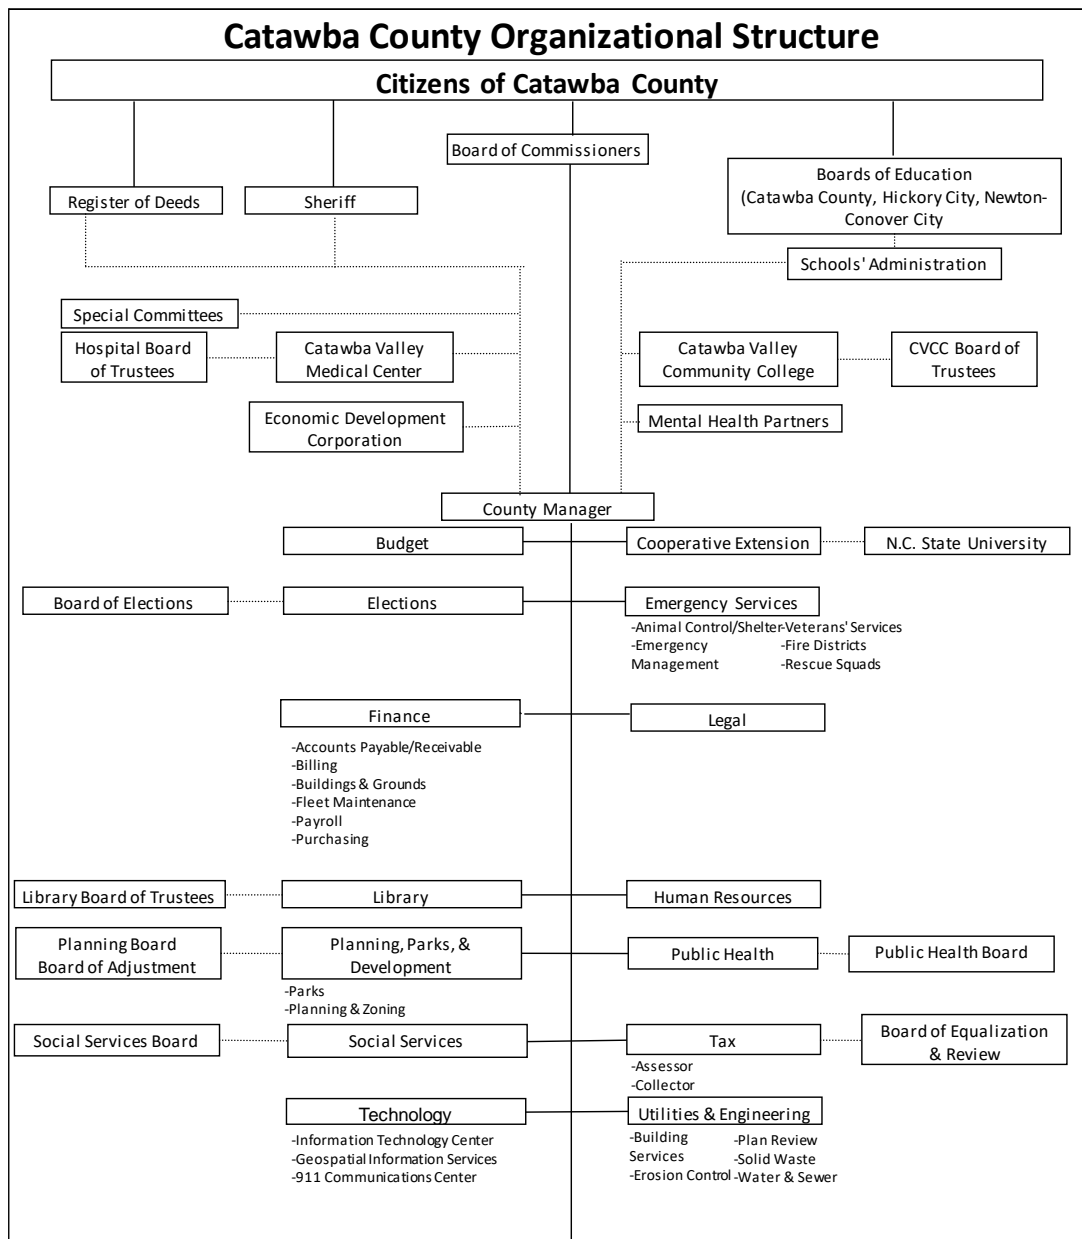 Catawba County Organizational Structure
Citizens of Catawba County
Board of Commissioners
Boards of Education
(Catawba County, Hickory City, Newton-
Conover City
Register of Deeds
Sheriff
Schools' Administration
Special Committees
Hospital Board
of Trustees
Catawba Valley
Medical Center
Catawba Valley
Community College
CVCC Board of
Trustees
Economic Development
Corporation
Mental Health Partners
County Manager
Budget
Cooperative Extension
N.C. State University
Board of Elections
Elections
Emergency Services
-Animal Control/Shelter
-Emergency
Management
-Veterans' Services
-Fire Districts
-Rescue Squads
Finance
Legal
-Accounts Payable/Receivable
-Billing
-Buildings & Grounds
-Fleet Maintenance
-Payroll
-Purchasing
Library Board of Trustees
Library
Human Resources
Planning Board
Board of Adjustment
Planning, Parks, &
Development
Public Health
Public Health Board
-Parks
-Planning & Zoning
Social Services Board
Social Services
Tax
Board of Equalization
& Review
-Assessor
-Collector
Technology
Utilities & Engineering
-Information Technology Center
-Geospatial Information Services
-911 Communications Center
-Building
Services
-Erosion Control
-Plan Review
-Solid Waste
-Water & Sewer